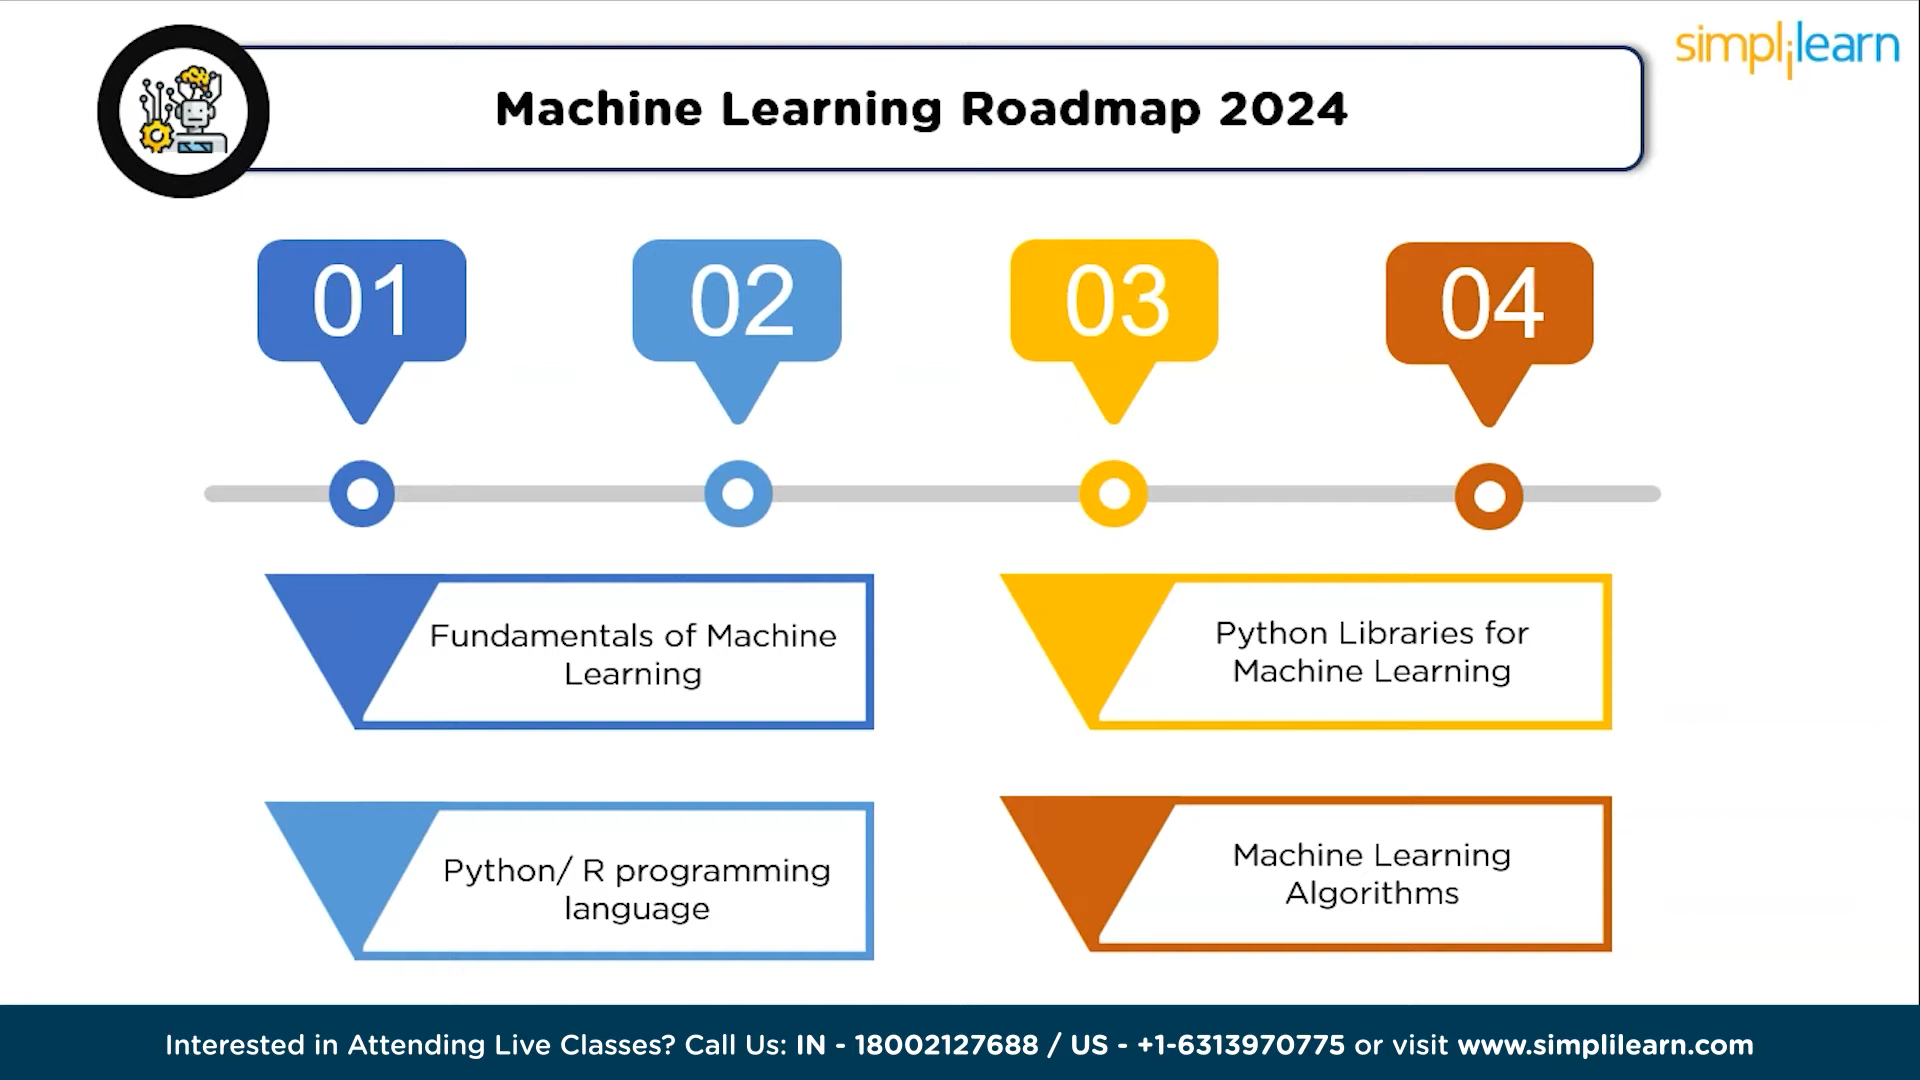 simplilearn
Machine Learning Roadmap 2024
01
02
03
04
Fundamentals of Machine
Learning
Python/ R programming
language
Python Libraries for
Machine Learning
Machine Learning
Algorithms
Interested in Attending Live Classes? Call Us: IN - 18002127688 / US - +1-6313970775 or visit www.simplilearn.com